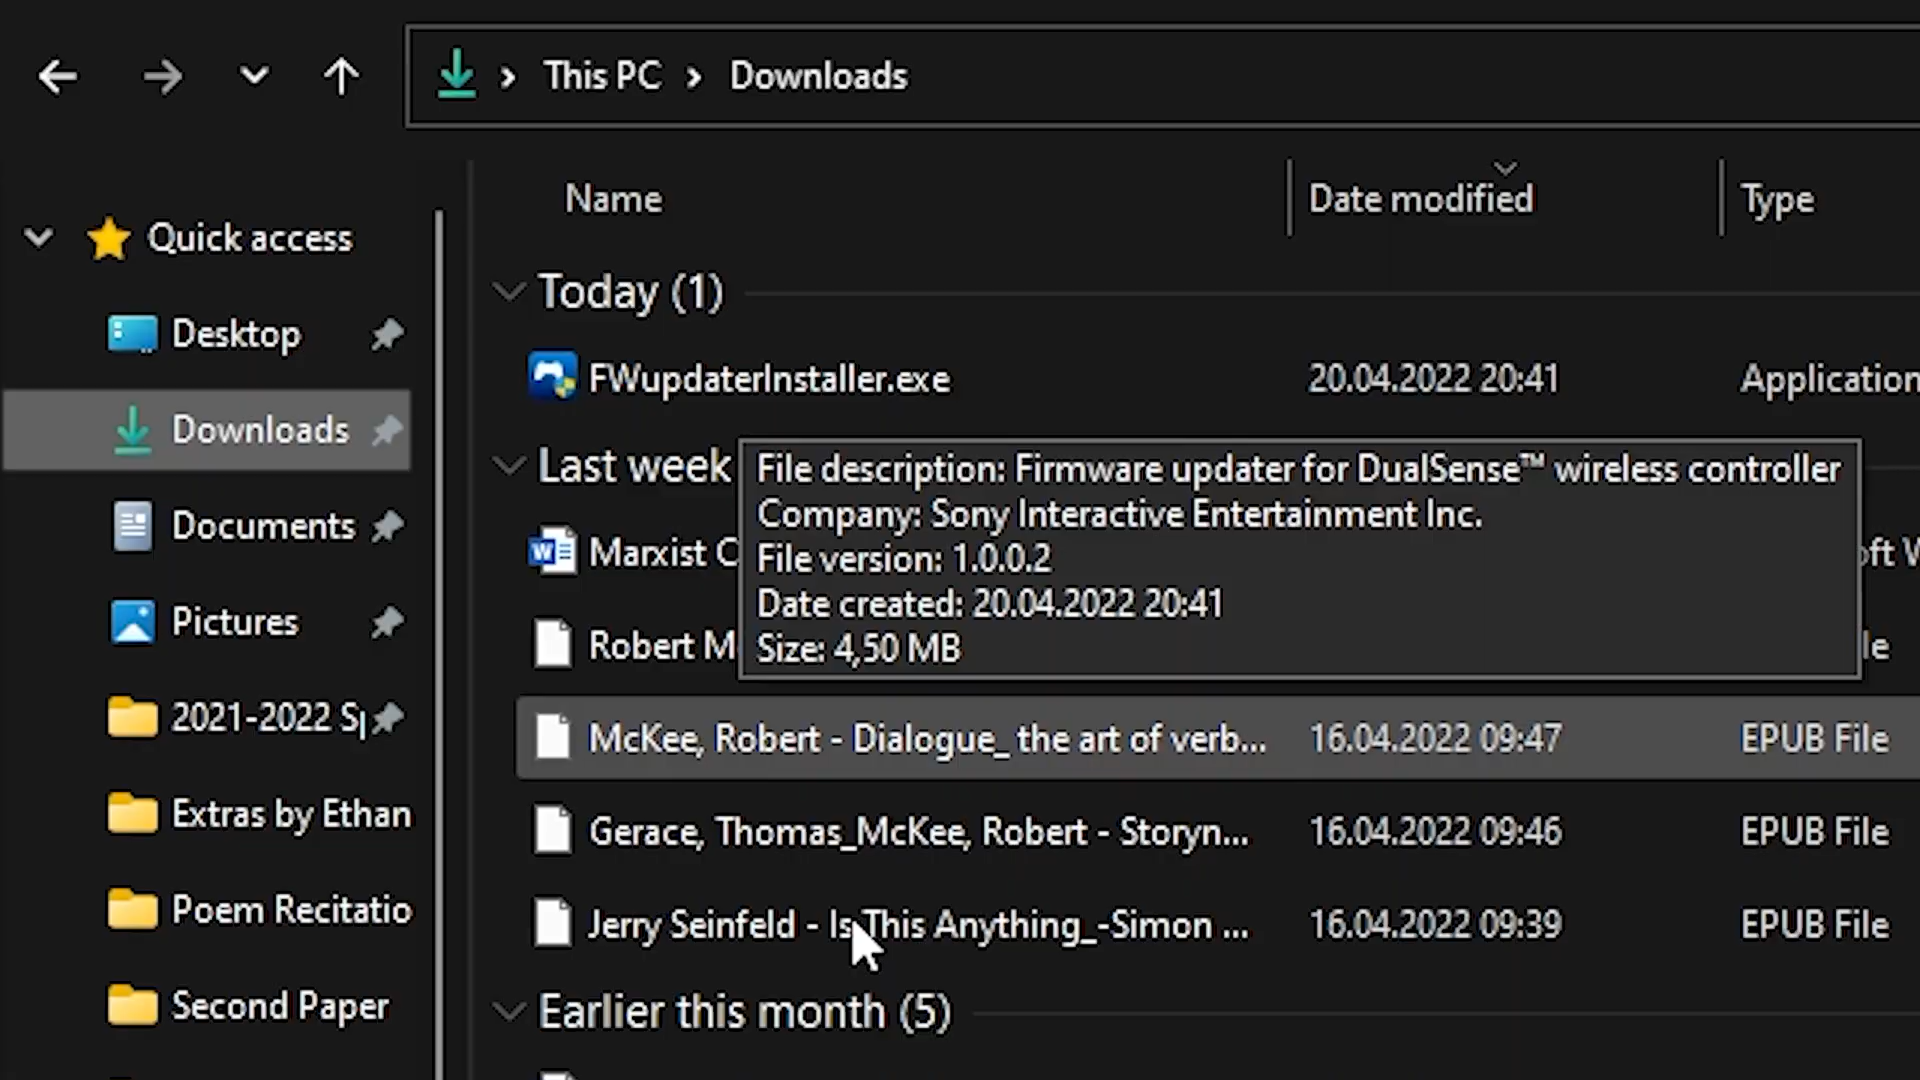 This PC
Downloads
Name
Date modified
Type
Quick access
Today (1)
Desktop
FWupdaterInstaller.exe
20.04.2022 20:41
Application
Downloads
Last week
File description: Firmware updater for DualSense™ wireless controller
Company: Sony Interactive Entertainment Inc.
File version: 1.0.0.2
Date created: 20.04.2022 20:41
Size: 4,50 MB
Documents
Marxist
Pictures
Robert
2021-2022
McKee, Robert - Dialogue_ the art of verb...
16.04.2022 09:47
EPUB File
Extras by Ethan
Gerace, Thomas_McKee, Robert - Storyn...
16.04.2022 09:46
EPUB File
Poem Recitatio
Jerry Seinfeld - Is This Anything_-Simon ...
16.04.2022 09:39
EPUB File
Second Paper
Earlier this month (5)